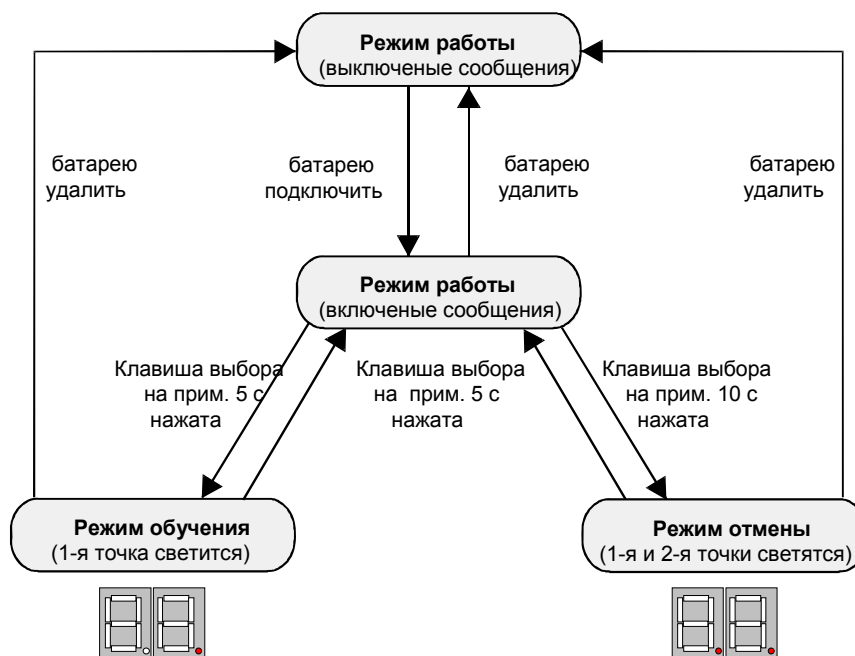 Режим работы
(выключеные сообщения)
батарею
удалить
батарею
подключить
батарею
удалить
батарею
удалить
Режим работы
(включеные сообщения)
Клавиша выбора
на прим. 5 с
нажата
Клавиша выбора
на прим. 5 с
нажата
Клавиша выбора
на прим. 10 с
нажата
Режим обучения
(1-я точка светится)
Режим отмены
(1-я и 2-я точки светятся)